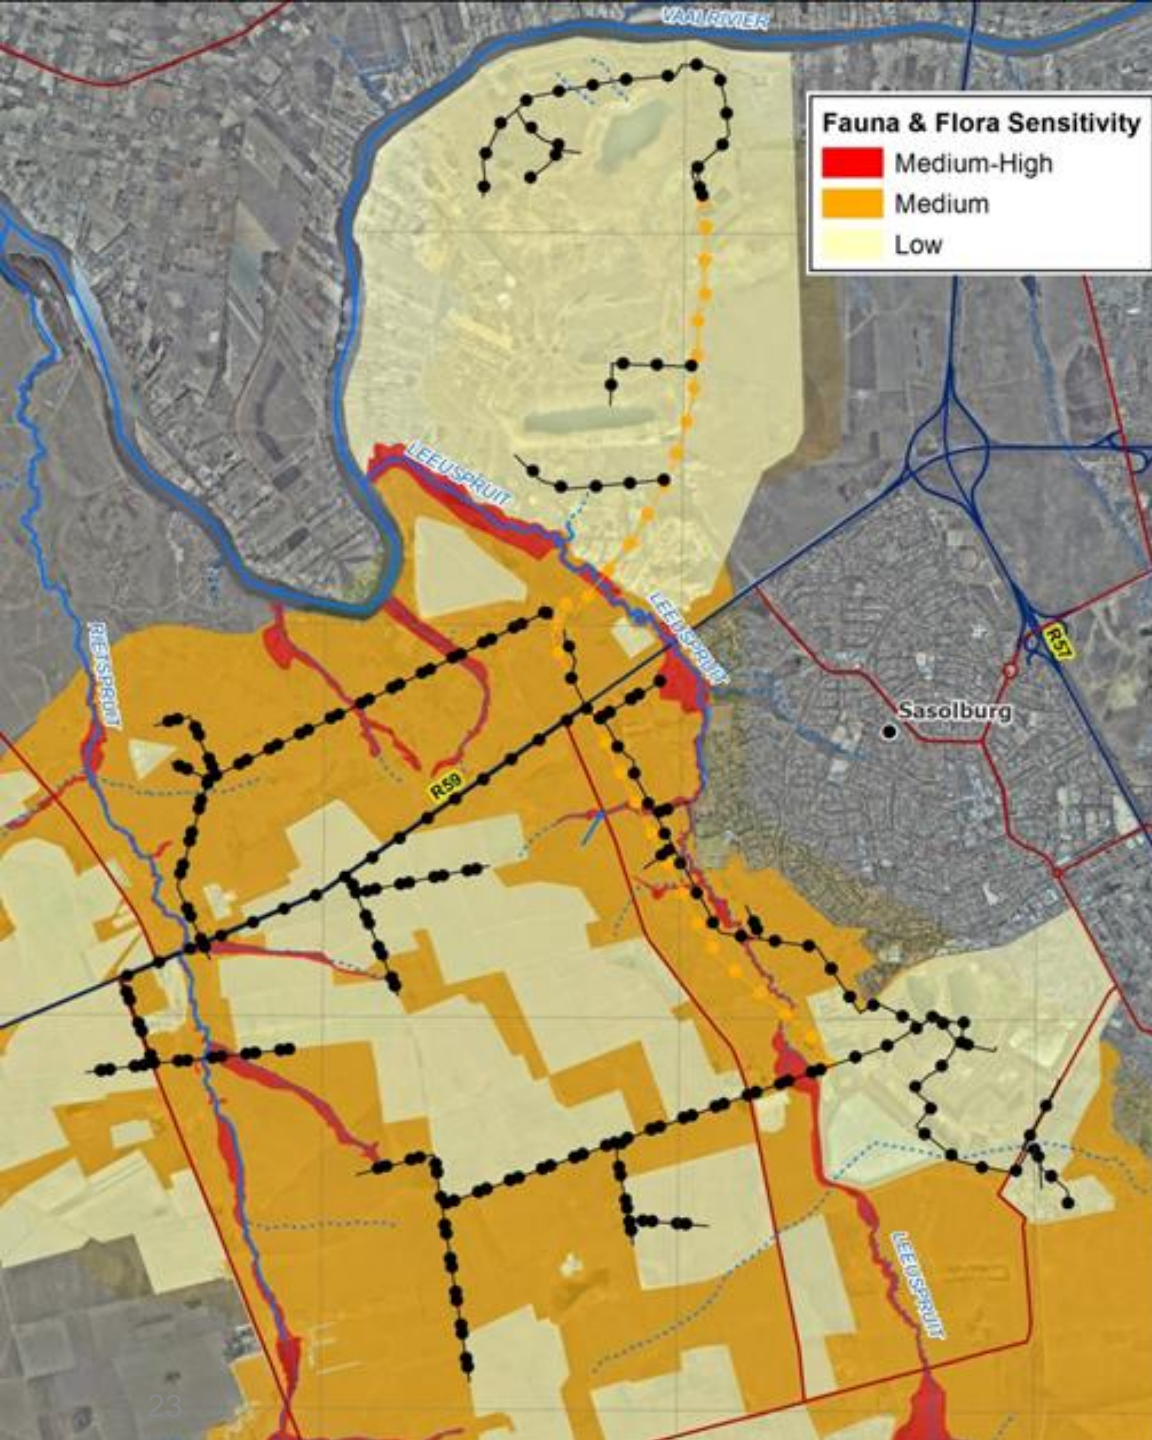 VAALRIVIER
Fauna & Flora Sensitivity
Medium-High
Medium
Low
LEEUSPRUIT
LEEUSPRUIT
RIETSPRUIT
R57
Sasolburg
R59
LEEUSPRUIT
23